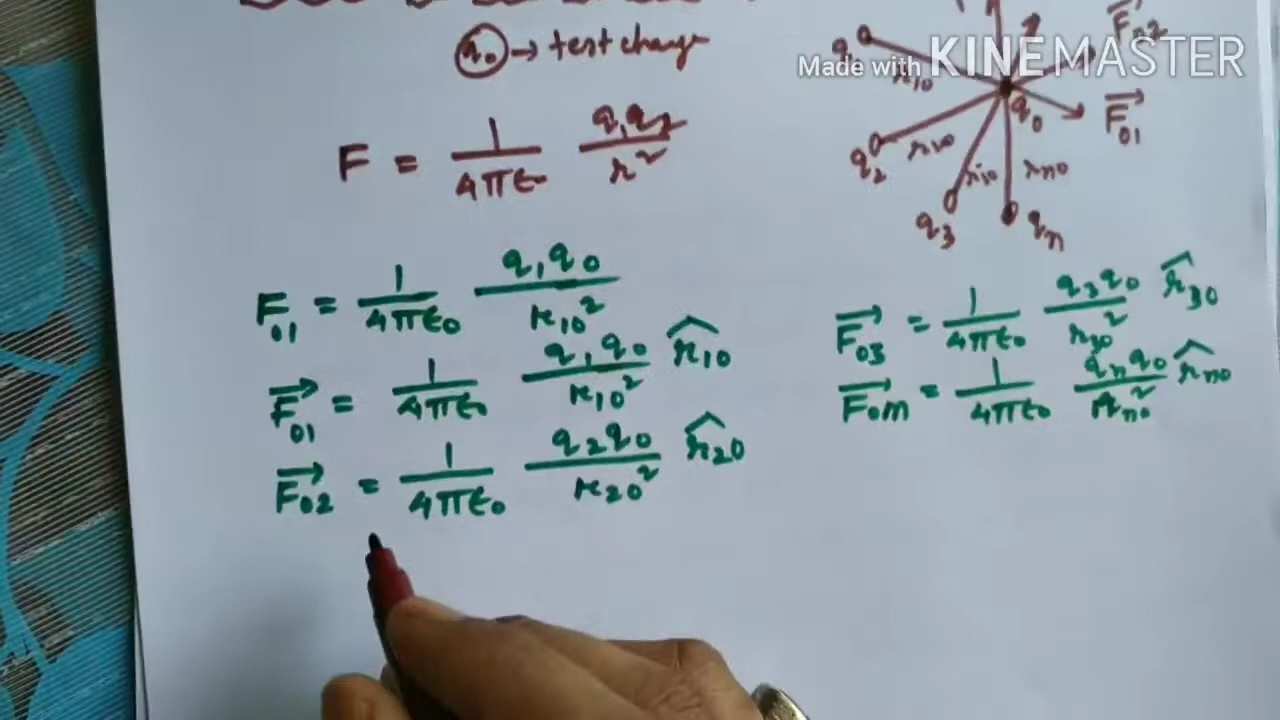 q₀ → test charge
Made with KINEMASTER
F = 1/4πε₀ q₁q₂/r²
F₀₁ = 1/4πε₀ q₁q₀/r₁₀²
F₀₁⃗ = 1/4πε₀ q₁q₀/r₁₀² r̂₁₀
F₀₂⃗ = 1/4πε₀ q₂q₀/r₂₀² r̂₂₀
F₀₂⃗
r₁₀
q₀
F₀₁⃗
q₂
r₂₀
r₃₀
rₙ₀
q₃
qₙ
F₀₃⃗ = 1/4πε₀ q₃q₀/r₃₀² r̂₃₀
F₀ₙ⃗ = 1/4πε₀ qₙq₀/rₙ₀² r̂ₙ₀